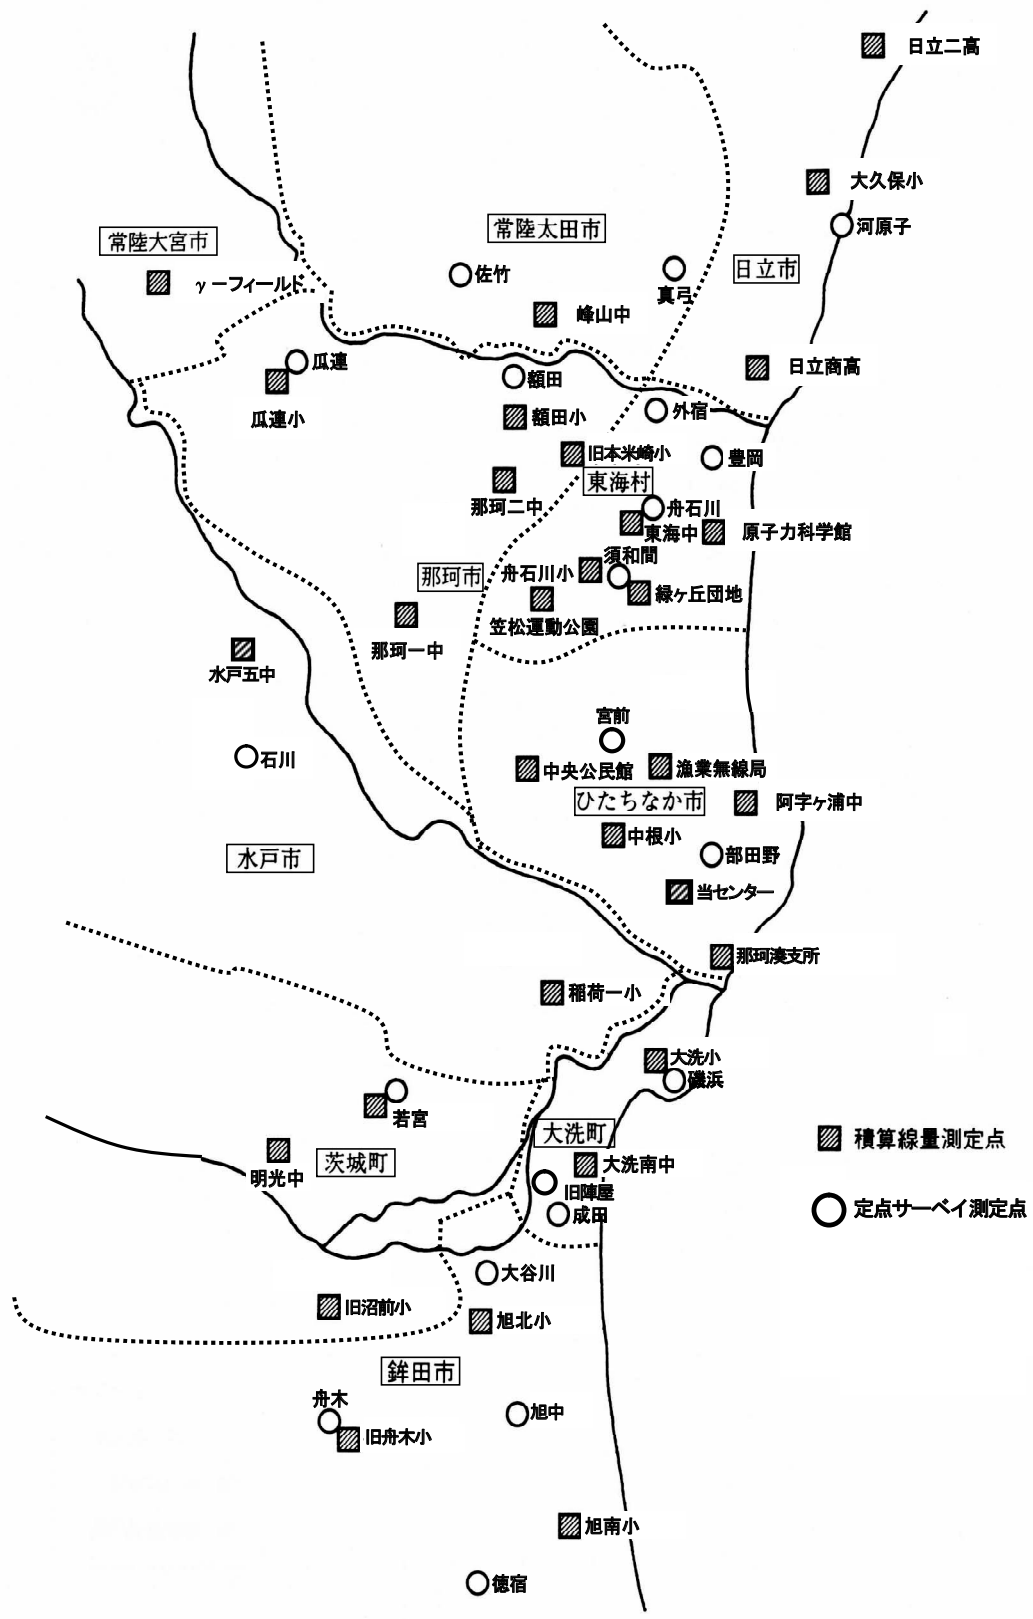 日立二高
大久保小
河原子
常陸太田市
常陸大宮市
日立市
佐竹
真弓
γーフィールド
峰山中
瓜連
日立商高
額田
瓜連小
額田小
外宿
旧本米崎小
豊岡
東海村
那珂二中
舟石川
東海中
原子力科学館
須和間
舟石川小
那珂市
緑ヶ丘団地
笠松運動公園
那珂一中
水戸五中
宮前
石川
中央公民館
漁業無線局
ひたちなか市
阿字ヶ浦中
中根小
水戸市
部田野
当センター
那珂湊支所
稲荷一小
大洗小
磯浜
若宮
大洗町
積算線量測定点
茨城町
大洗南中
明光中
旧陣屋
定点サーベイ測定点
成田
大谷川
旧沼前小
旭北小
鉾田市
舟木
旭中
旧舟木小
旭南小
徳宿